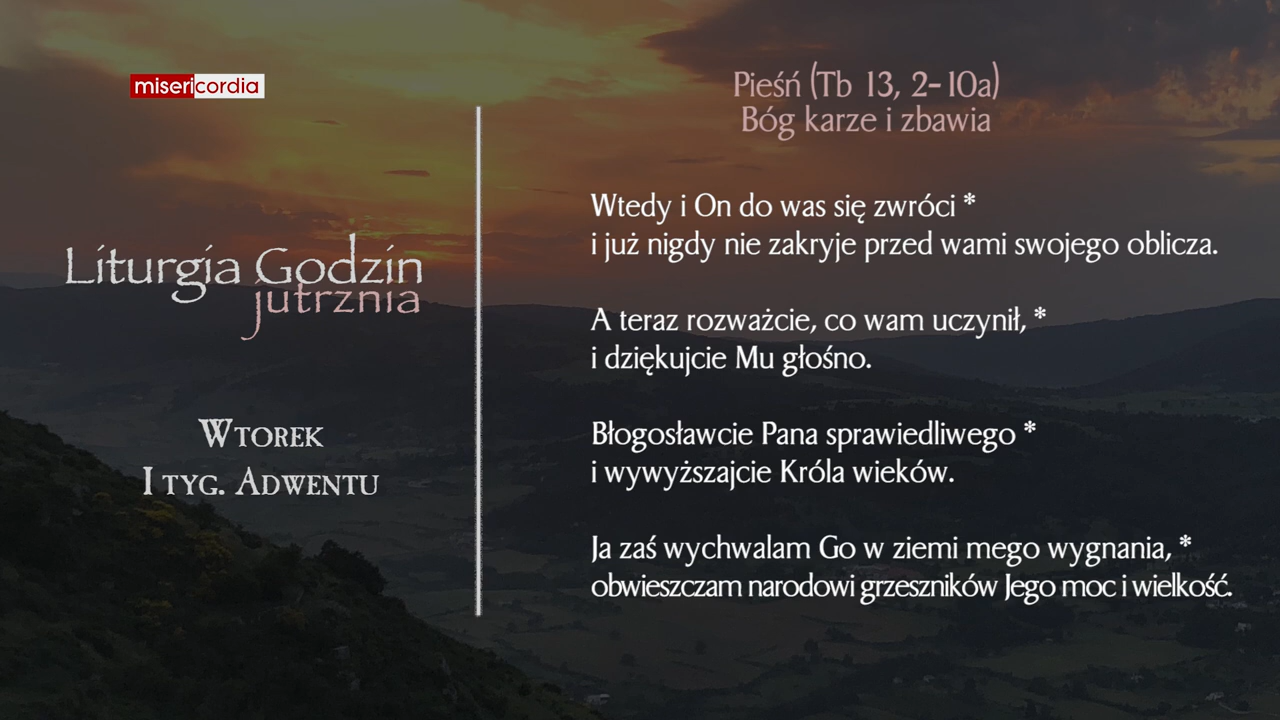 misericordia
Liturgia Godzin
jutrznia
Wtorek
I tyg. Adwentu
Pieśń (Tb 13, 2-10a)
Bóg karze i zbawia
Wtedy i On do was się zwróci *
i już nigdy nie zakryje przed wami swojego oblicza.
A teraz rozważcie, co wam uczynił, *
i dziękujcie Mu głośno.
Błogosławcie Pana sprawiedliwego *
i wywyższajcie Króla wieków.
Ja zaś wychwalam Go w ziemi mego wygnania, *
obwieszczam narodowi grzeszników Jego moc i wielkość.